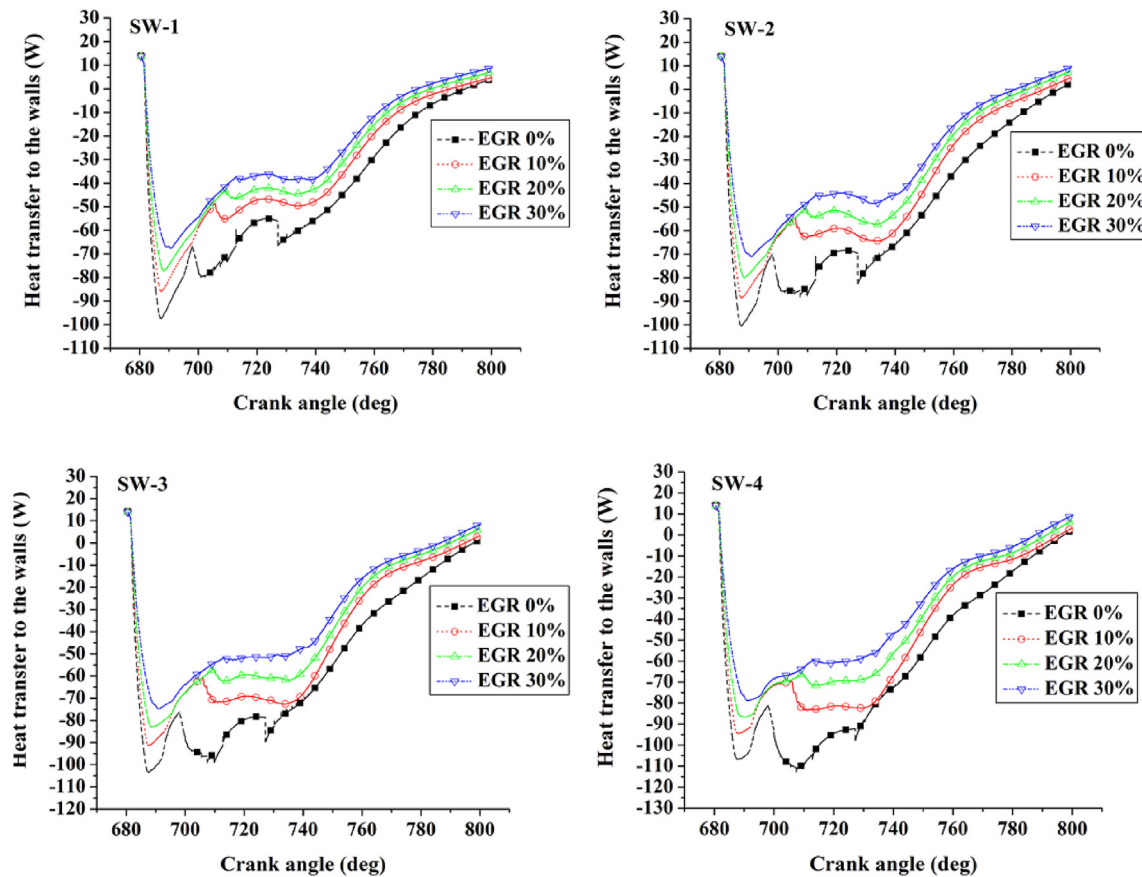 SW-1
Heat transfer to the walls (W)
30
20
10
0
-10
-20
-30
-40
-50
-60
-70
-80
-90
-100
-110
EGR 0%
EGR 10%
EGR 20%
EGR 30%
680 700 720 740 760 780 800
Crank angle (deg)
SW-2
Heat transfer to the walls (W)
30
20
10
0
-10
-20
-30
-40
-50
-60
-70
-80
-90
-100
-110
EGR 0%
EGR 10%
EGR 20%
EGR 30%
680 700 720 740 760 780 800
Crank angle (deg)
SW-3
Heat transfer to the walls (W)
30
20
10
0
-10
-20
-30
-40
-50
-60
-70
-80
-90
-100
-110
-120
EGR 0%
EGR 10%
EGR 20%
EGR 30%
680 700 720 740 760 780 800
Crank angle (deg)
SW-4
Heat transfer to the walls (W)
30
20
10
0
-10
-20
-30
-40
-50
-60
-70
-80
-90
-100
-110
-120
-130
EGR 0%
EGR 10%
EGR 20%
EGR 30%
680 700 720 740 760 780 800
Crank angle (deg)